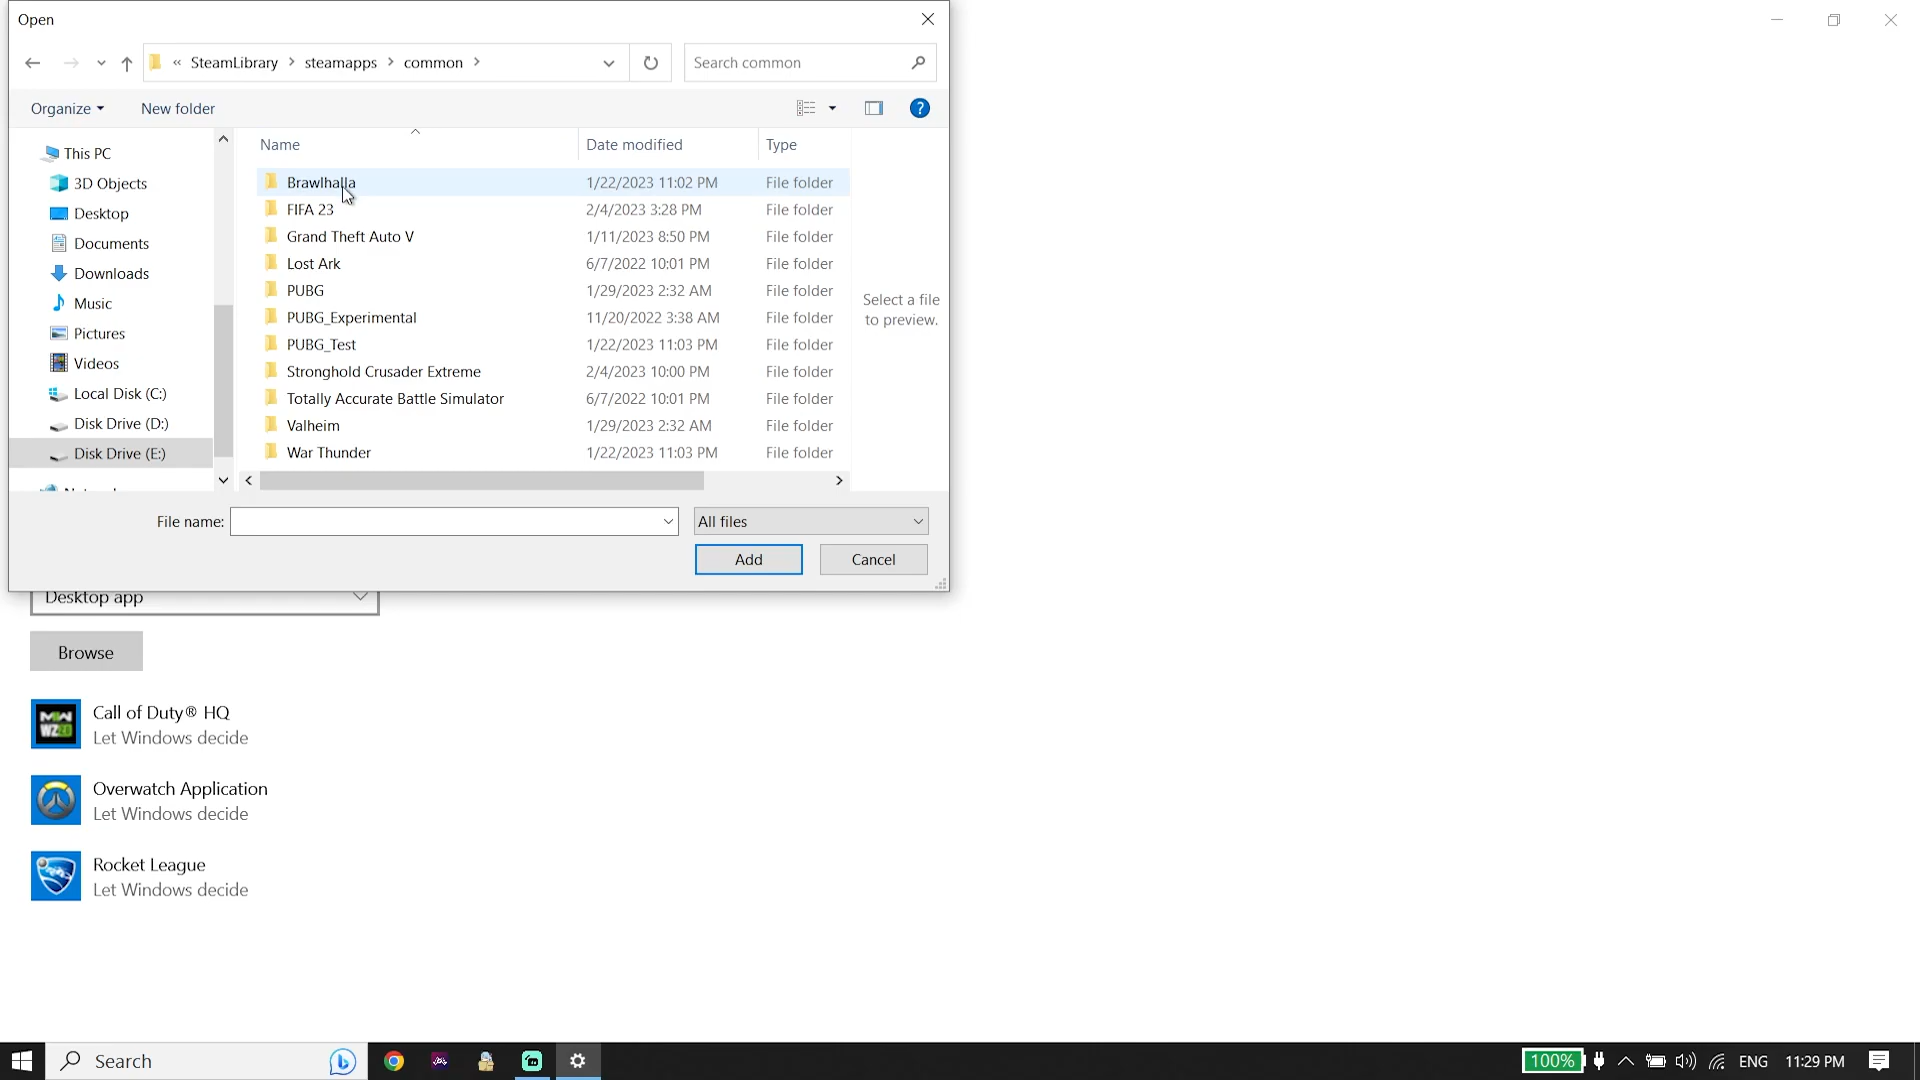 Open
« SteamLibrary > steamapps > common >
Search common
Organize
New folder
Name
Date modified
Type
This PC
3D Objects
Desktop
Documents
Downloads
Music
Pictures
Videos
Local Disk (C:)
Disk Drive (D:)
Disk Drive (E:)
Brawlhalla 1/22/2023 11:02 PM File folder
FIFA 23 2/4/2023 3:28 PM File folder
Grand Theft Auto V 1/11/2023 8:50 PM File folder
Lost Ark 6/7/2022 10:01 PM File folder
PUBG 1/29/2023 2:32 AM File folder
PUBG_Experimental 11/20/2022 3:38 AM File folder
PUBG_Test 1/22/2023 11:03 PM File folder
Stronghold Crusader Extreme 2/4/2023 10:00 PM File folder
Totally Accurate Battle Simulator 6/7/2022 10:01 PM File folder
Valheim 1/29/2023 2:32 AM File folder
War Thunder 1/22/2023 11:03 PM File folder
Select a file
to preview.
File name:
All files
Add
Cancel
Desktop app
Browse
Call of Duty® HQ
Let Windows decide
Overwatch Application
Let Windows decide
Rocket League
Let Windows decide
Search
100%
ENG
11:29 PM